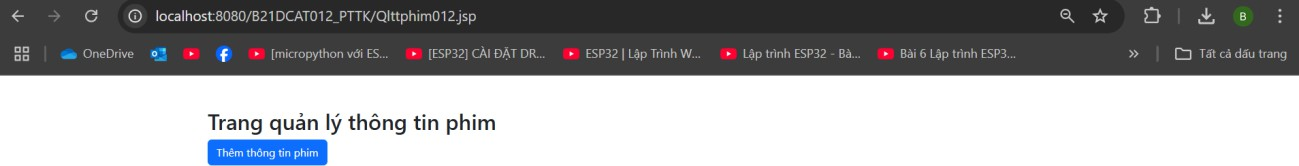 localhost:8080/B21DCAT012_PTTK/Qlttphim012.jsp
B
OneDrive
[micropython với ES...
[ESP32] CÀI ĐẶT DR...
ESP32 | Lập Trình W...
Lập trình ESP32 - Bà...
Bài 6 Lập trình ESP3...
Tất cả dấu trang
Trang quản lý thông tin phim
Thêm thông tin phim